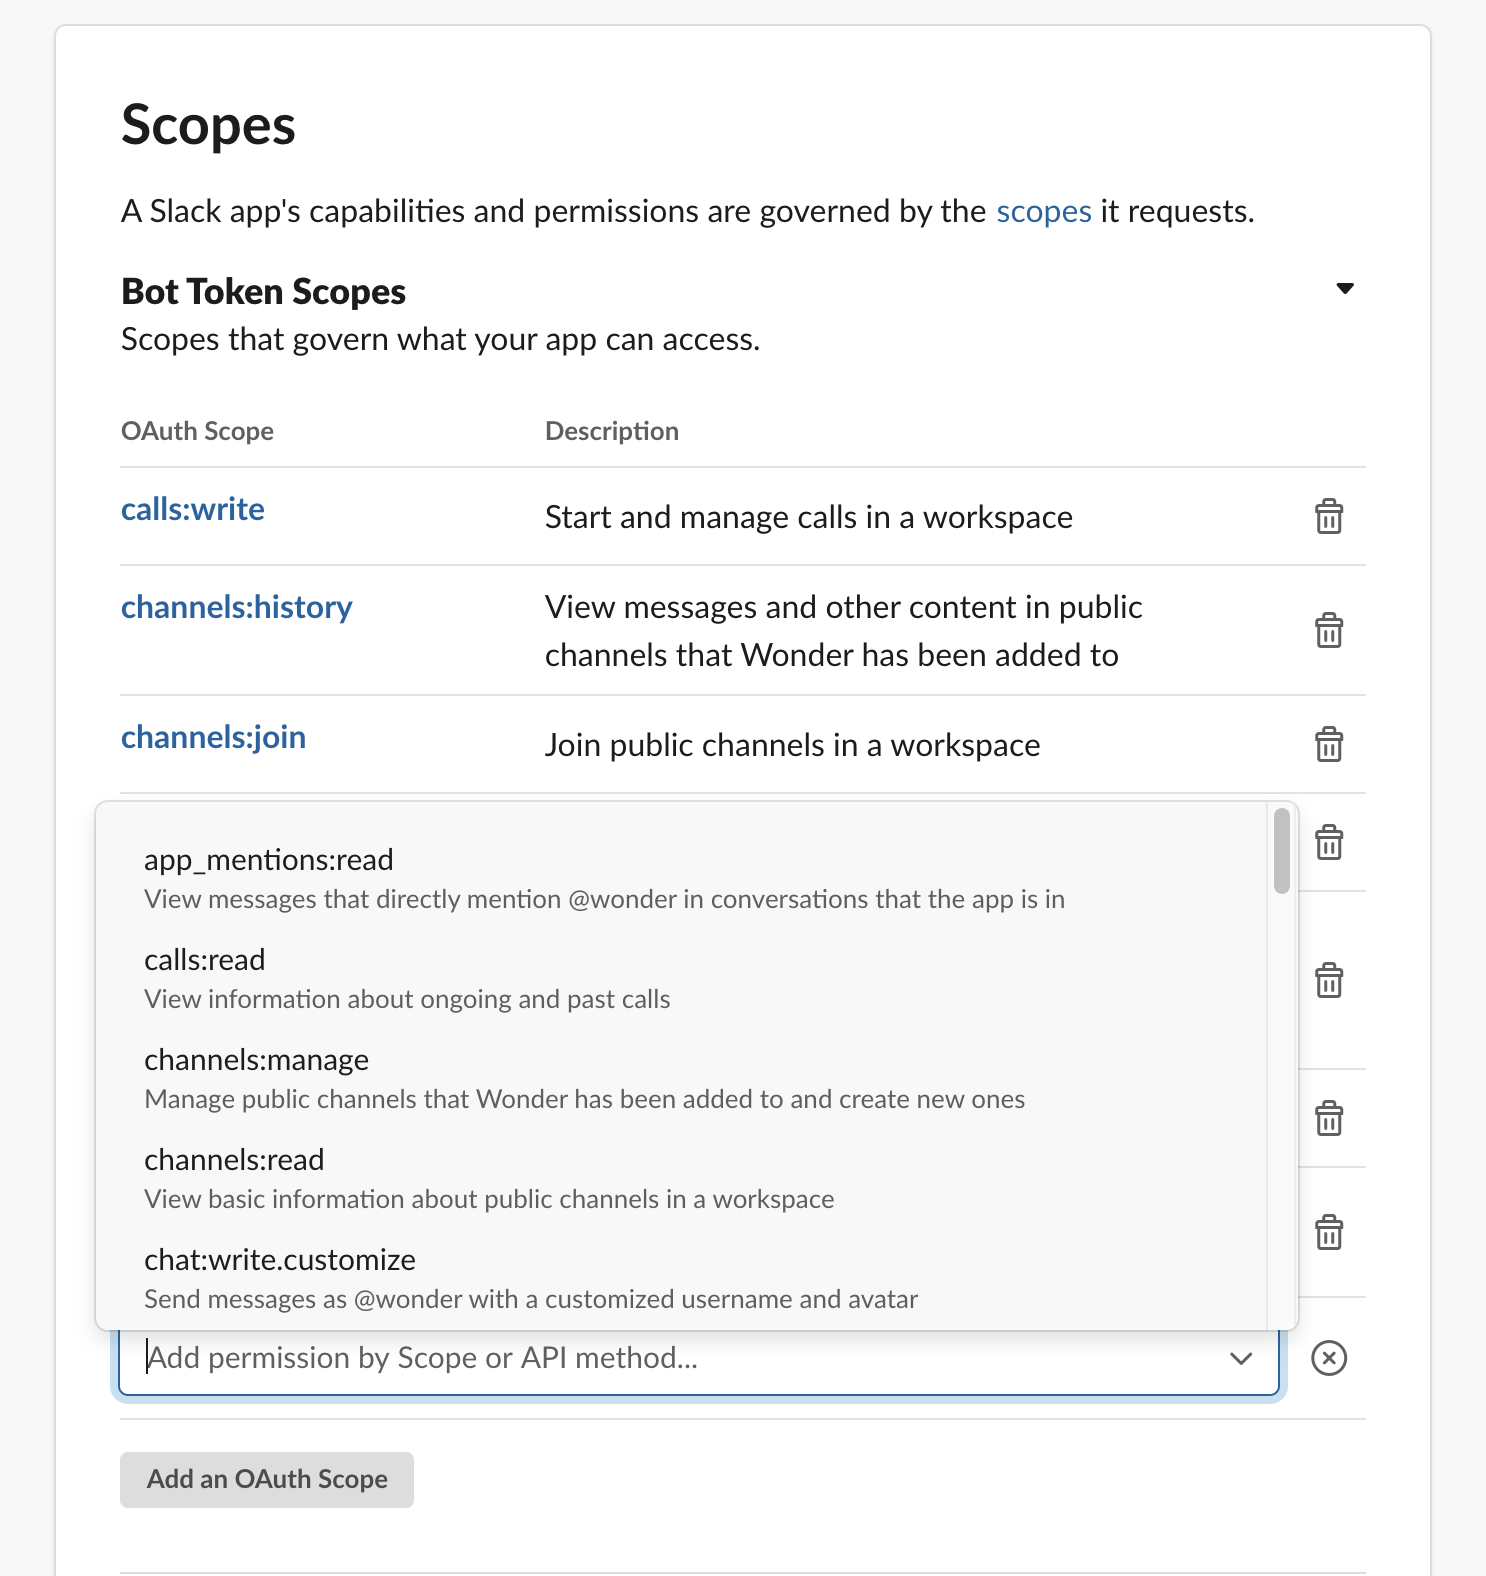 Scopes
A Slack app's capabilities and permissions are governed by the scopes it requests.
Bot Token Scopes
Scopes that govern what your app can access.
OAuth Scope Description
calls:write Start and manage calls in a workspace
channels:history View messages and other content in public
channels that Wonder has been added to
channels:join Join public channels in a workspace
app_mentions:read
View messages that directly mention @wonder in conversations that the app is in
calls:read
View information about ongoing and past calls
channels:manage
Manage public channels that Wonder has been added to and create new ones
channels:read
View basic information about public channels in a workspace
chat:write.customize
Send messages as @wonder with a customized username and avatar
Add permission by Scope or API method...
Add an OAuth Scope